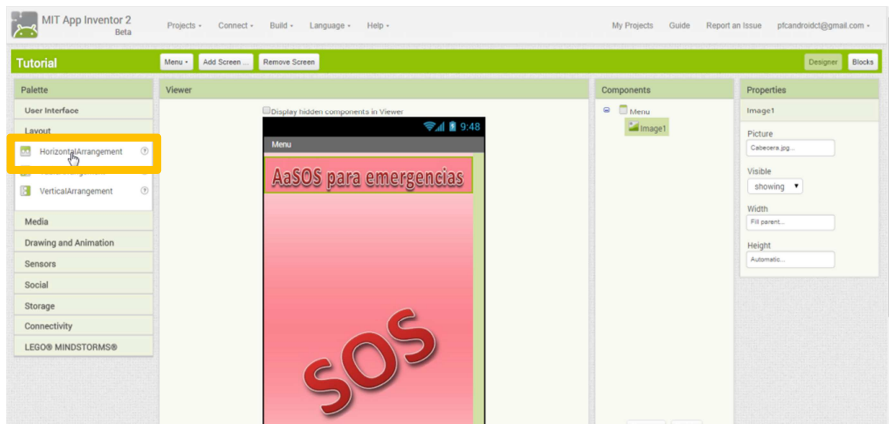 MIT App Inventor 2
Beta
Projects Connect Build Language Help
My Projects Guide Report an Issue pfcandroidct@gmail.com
Tutorial
Menu Add Screen ... Remove Screen
Designer Blocks
Palette
Viewer
Components
Properties
User Interface
Layout
HorizontalArrangement
VerticalArrangement
Media
Drawing and Animation
Sensors
Social
Storage
Connectivity
LEGO® MINDSTORMS®
Display hidden components in Viewer
9:48
Menu
AaSOS para emergencias
SOS
Menu
Image1
Image1
Picture
Cabecera.jpg...
Visible
showing
Width
Fill parent...
Height
Automatic...